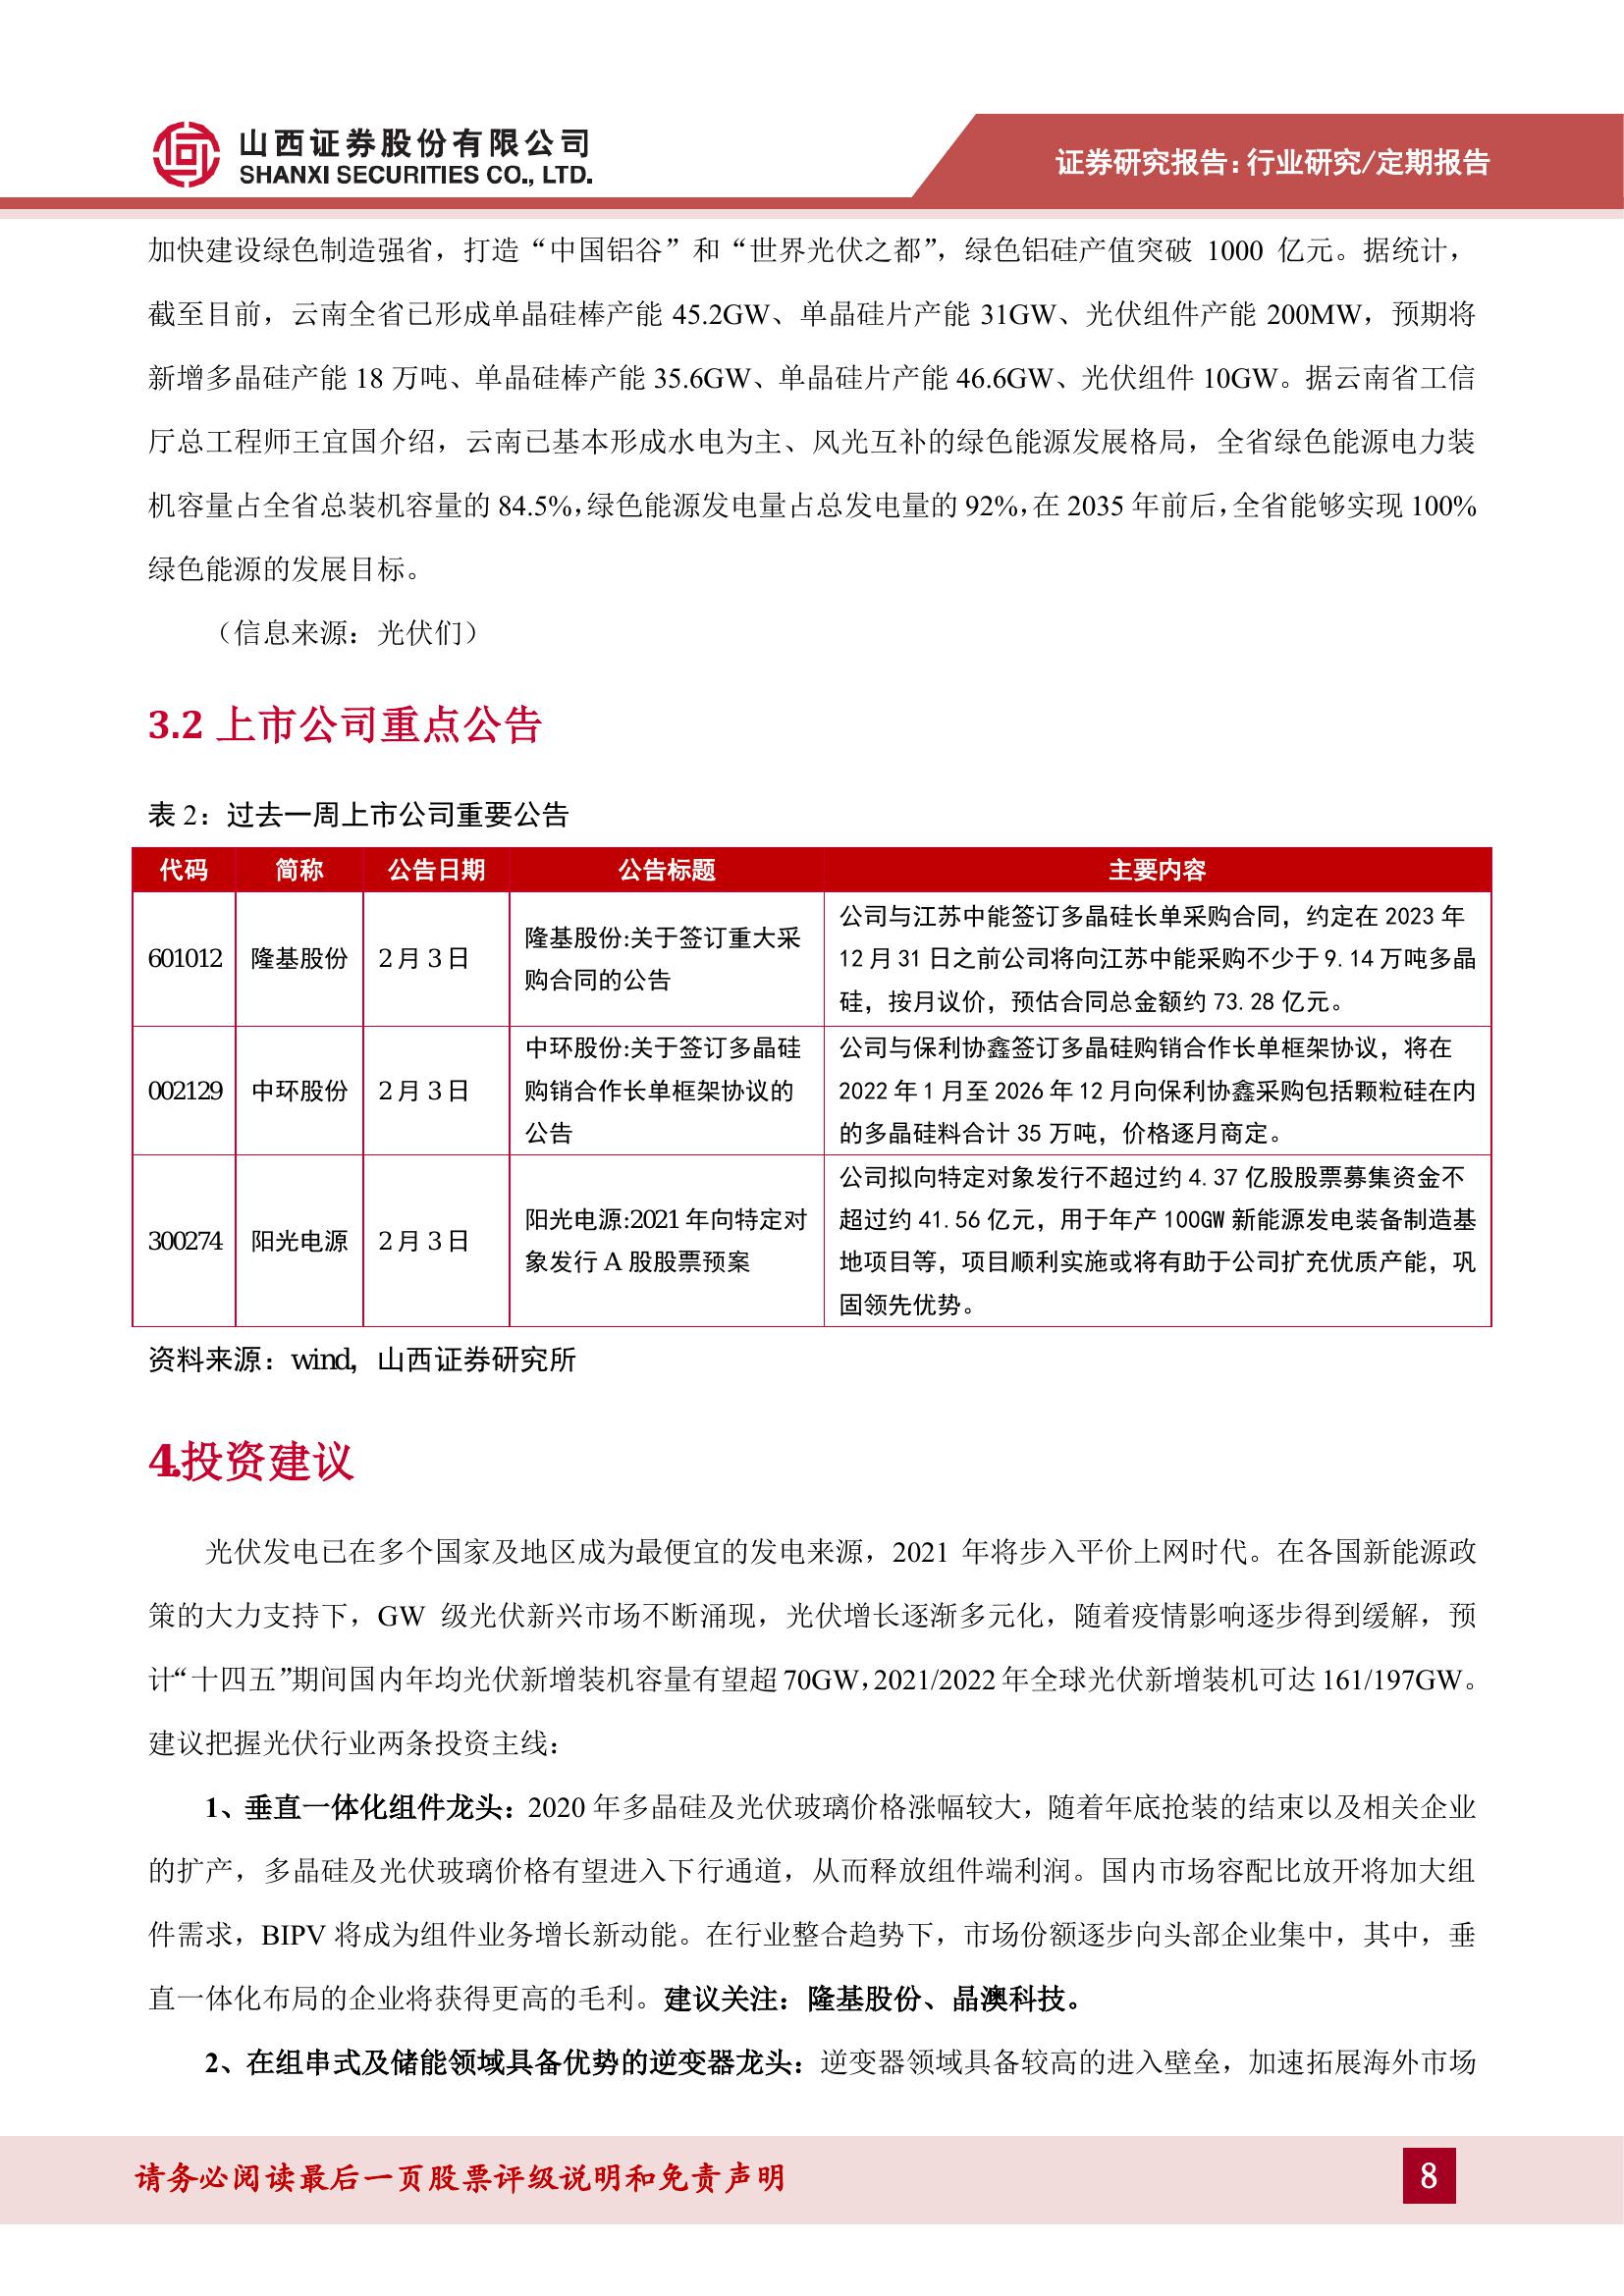 山西证券股份有限公司
SHANXI SECURITIES CO., LTD.
证券研究报告:行业研究/定期报告
加快建设绿色制造强省，打造“中国铝谷”和“世界光伏之都”，绿色铝硅产值突破 1000 亿元。据统计，
截至目前，云南全省已形成单晶硅棒产能 45.2GW、单晶硅片产能 31GW、光伏组件产能 200MW，预期将
新增多晶硅产能 18 万吨、单晶硅棒产能 35.6GW、单晶硅片产能 46.6GW、光伏组件 10GW。据云南省工信
厅总工程师王宜国介绍，云南已基本形成水电为主、风光互补的绿色能源发展格局，全省绿色能源电力装
机容量占全省总装机容量的 84.5%，绿色能源发电量占总发电量的 92%，在 2035 年前后，全省能够实现 100%
绿色能源的发展目标。
（信息来源：光伏们）
3.2 上市公司重点公告
表 2：过去一周上市公司重要公告
代码 简称 公告日期 公告标题 主要内容
601012 隆基股份 2 月 3 日
隆基股份:关于签订重大采
购合同的公告
公司与江苏中能签订多晶硅长单采购合同，约定在 2023 年
12 月 31 日之前公司将向江苏中能采购不少于 9.14 万吨多晶
硅，按月议价，预估合同总金额约 73.28 亿元。
002129 中环股份 2 月 3 日
中环股份:关于签订多晶硅
购销合作长单框架协议的
公告
公司与保利协鑫签订多晶硅购销合作长单框架协议，将在
2022 年 1 月至 2026 年 12 月向保利协鑫采购包括颗粒硅在内
的多晶硅料合计 35 万吨，价格逐月商定。
300274 阳光电源 2 月 3 日
阳光电源:2021 年向特定对
象发行 A 股股票预案
公司拟向特定对象发行不超过约 4.37 亿股股票募集资金不
超过约 41.56 亿元，用于年产 100GW 新能源发电装备制造基
地项目等，项目顺利实施或将有助于公司扩充优质产能，巩
固领先优势。
资料来源：wind，山西证券研究所
4.投资建议
光伏发电已在多个国家及地区成为最便宜的发电来源，2021 年将步入平价上网时代。在各国新能源政
策的大力支持下，GW 级光伏新兴市场不断涌现，光伏增长逐渐多元化，随着疫情影响逐步得到缓解，预
计“十四五”期间国内年均光伏新增装机容量有望超 70GW，2021/2022 年全球光伏新增装机可达 161/197GW。
建议把握光伏行业两条投资主线：
1、垂直一体化组件龙头：2020 年多晶硅及光伏玻璃价格涨幅较大，随着年底抢装的结束以及相关企业
的扩产，多晶硅及光伏玻璃价格有望进入下行通道，从而释放组件端利润。国内市场容配比放开将加大组
件需求，BIPV 将成为组件业务增长新动能。在行业整合趋势下，市场份额逐步向头部企业集中，其中，垂
直一体化布局的企业将获得更高的毛利。建议关注：隆基股份、晶澳科技。
2、在组串式及储能领域具备优势的逆变器龙头：逆变器领域具备较高的进入壁垒，加速拓展海外市场
请务必阅读最后一页股票评级说明和免责声明
8